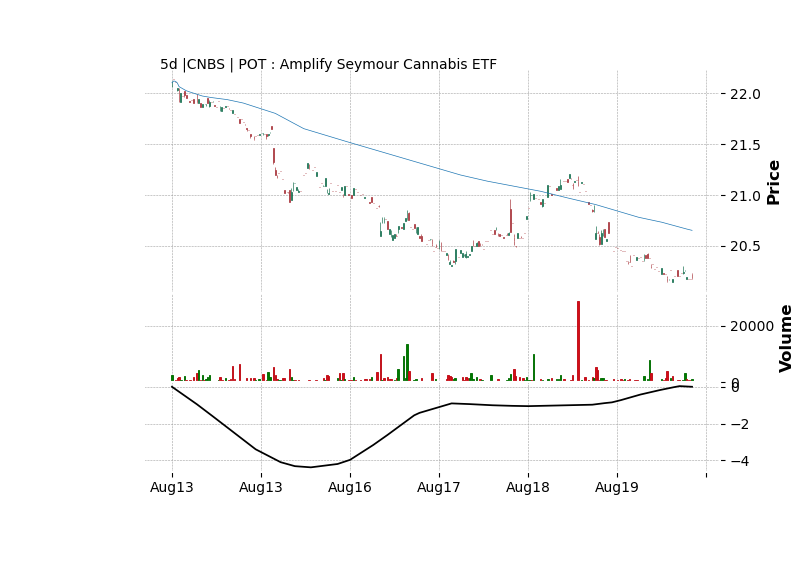 5d |CNBS | POT : Amplify Seymour Cannabis ETF
22.0
21.5
21.0
20.5
Price
20000
0
Volume
0
−2
−4
Aug13 Aug13 Aug16 Aug17 Aug18 Aug19